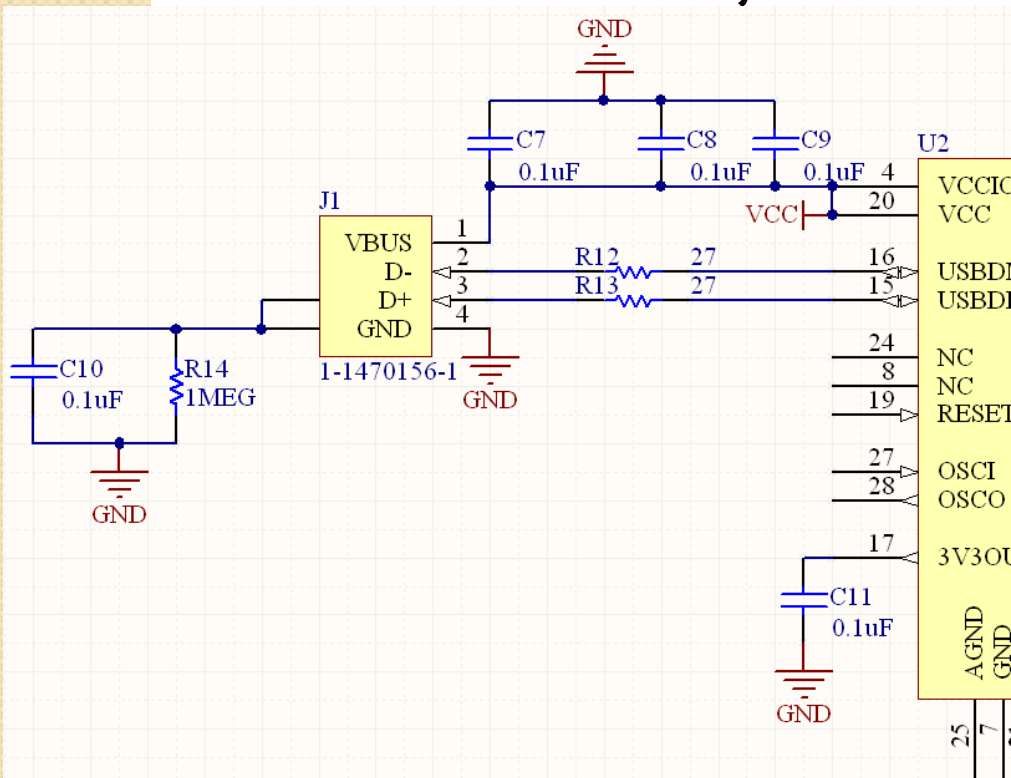 GND
C7
0.1uF
C8
0.1uF
C9
0.1uF
U2
4
VCCIO
20
VCC
VCC
J1
VBUS
1
D-
2
D+
3
GND
4
1-1470156-1
GND
R12
27
R13
27
16
15
24
NC
8
NC
19
RESET
27
OSCI
28
OSCO
17
C10
0.1uF
R14
1MEG
GND
C11
0.1uF
GND
AGND
GND
25
7